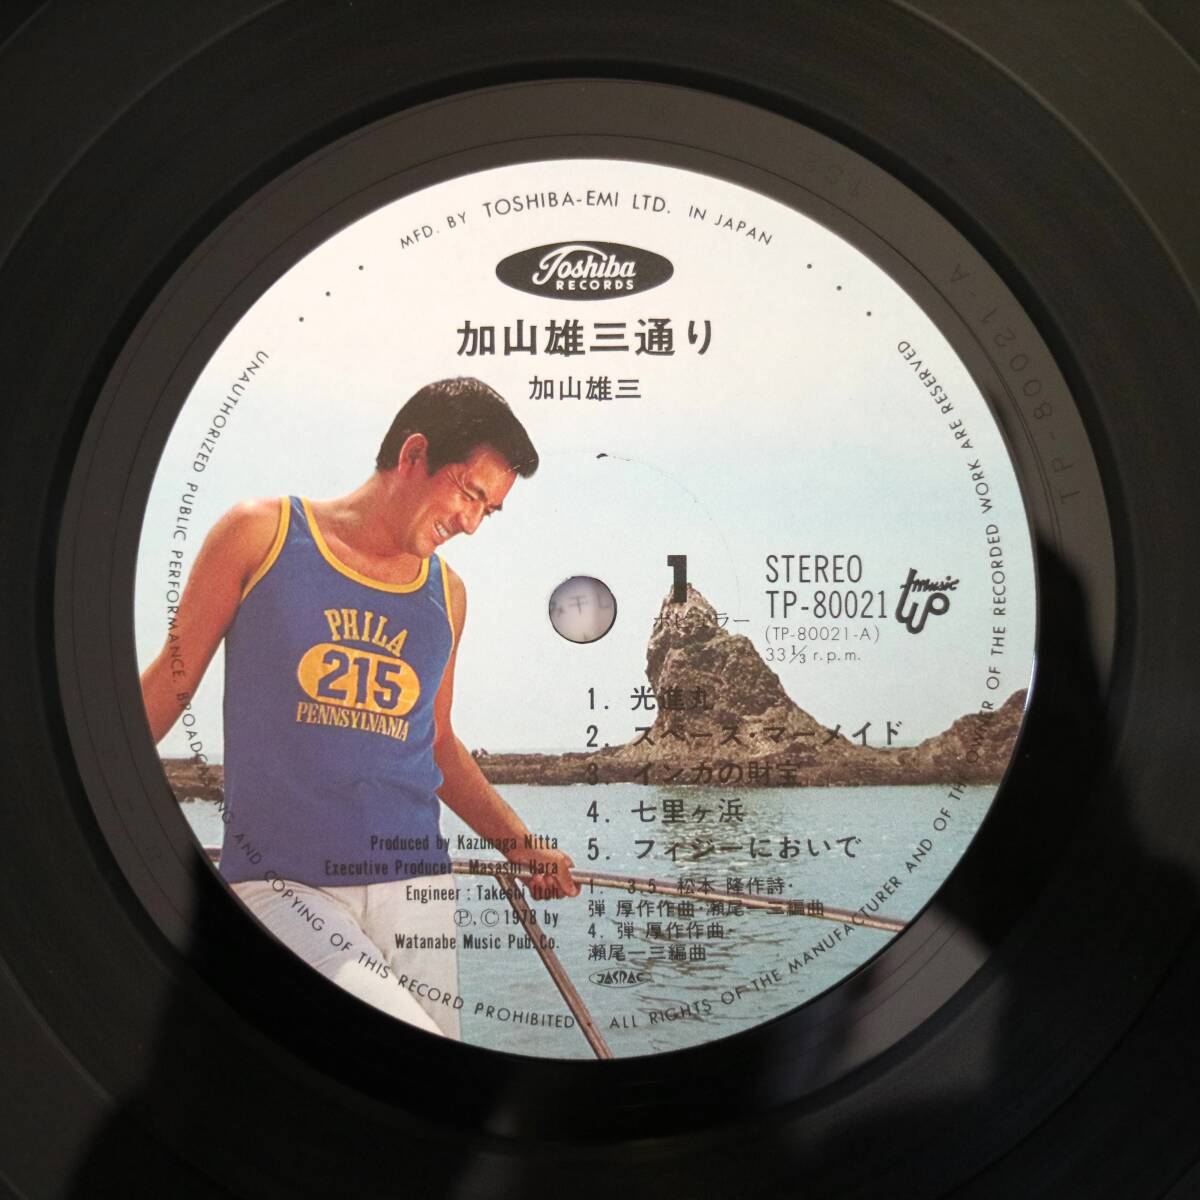 MFD. BY TOSHIBA-EMI LTD. IN JAPAN
Toshiba
RECORDS
加山雄三通り
加山雄三
PHILA
215
PENNSYLVANIA
1
ポピュラー
STEREO
TP-80021
(TP-80021-A)
33⅓ r.p.m.
music
up
1. 光進丸
2. スペース・マーメイド
3. インカの財宝
4. 七里ヶ浜
5. フィジーにおいで
1. 3.5. 松本 隆作詩・
弾 厚作作曲・瀬尾一三編曲
4. 弾 厚作作曲・
瀬尾一三編曲
JASRAC
Produced by Kazunaga Nitta
Executive Producer : Masashi Hara
Engineer : Takeshi Itoh
Ⓟ,Ⓒ 1978 by
Watanabe Music Pub. Co.
UNAUTHORIZED PUBLIC PERFORMANCE, BROADCASTING AND COPYING OF THIS RECORD PROHIBITED · ALL RIGHTS OF THE MANUFACTURER AND OF THE OWNER OF THE RECORDED WORK ARE RESERVED
TP-80021-A